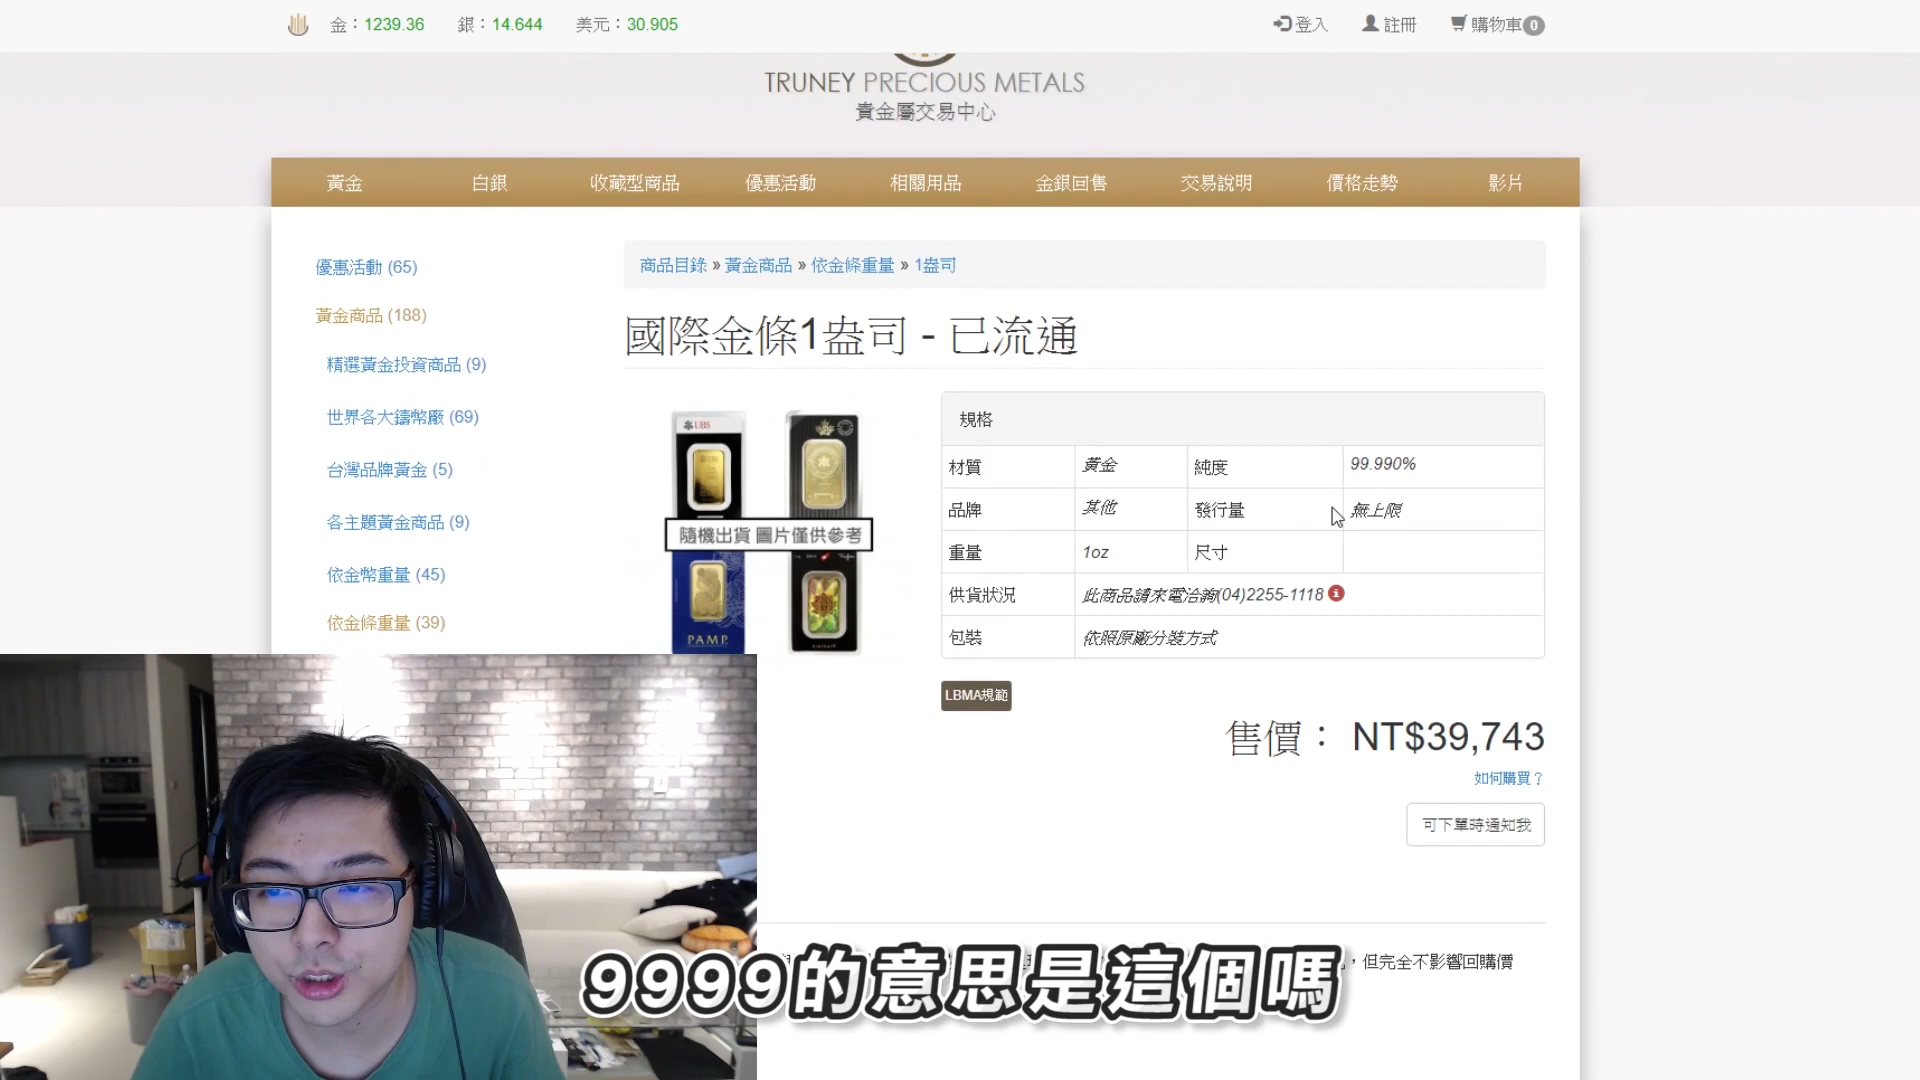 金：1239.36 銀：14.644 美元：30.905 登入 註冊 購物車 0
TRUNEY PRECIOUS METALS
貴金屬交易中心
黃金 白銀 收藏型商品 優惠活動 相關用品 金銀回售 交易說明 價格走勢 影片
優惠活動 (65)
黃金商品 (188)
精選黃金投資商品 (9)
世界各大鑄幣廠 (69)
台灣品牌黃金 (5)
各主題黃金商品 (9)
依金幣重量 (45)
依金條重量 (39)
商品目錄 » 黃金商品 » 依金條重量 » 1盎司
國際金條1盎司 - 已流通
UBS
隨機出貨 圖片僅供參考
PAMP
規格
材質 黃金 純度 99.990%
品牌 其他 發行量 無上限
重量 1oz 尺寸
供貨狀況 此商品請來電洽詢(04)2255-1118
包裝 依照原廠分裝方式
LBMA規範
售價： NT$39,743
如何購買？
可下單時通知我
，但完全不影響回購價
9999的意思是這個嗎